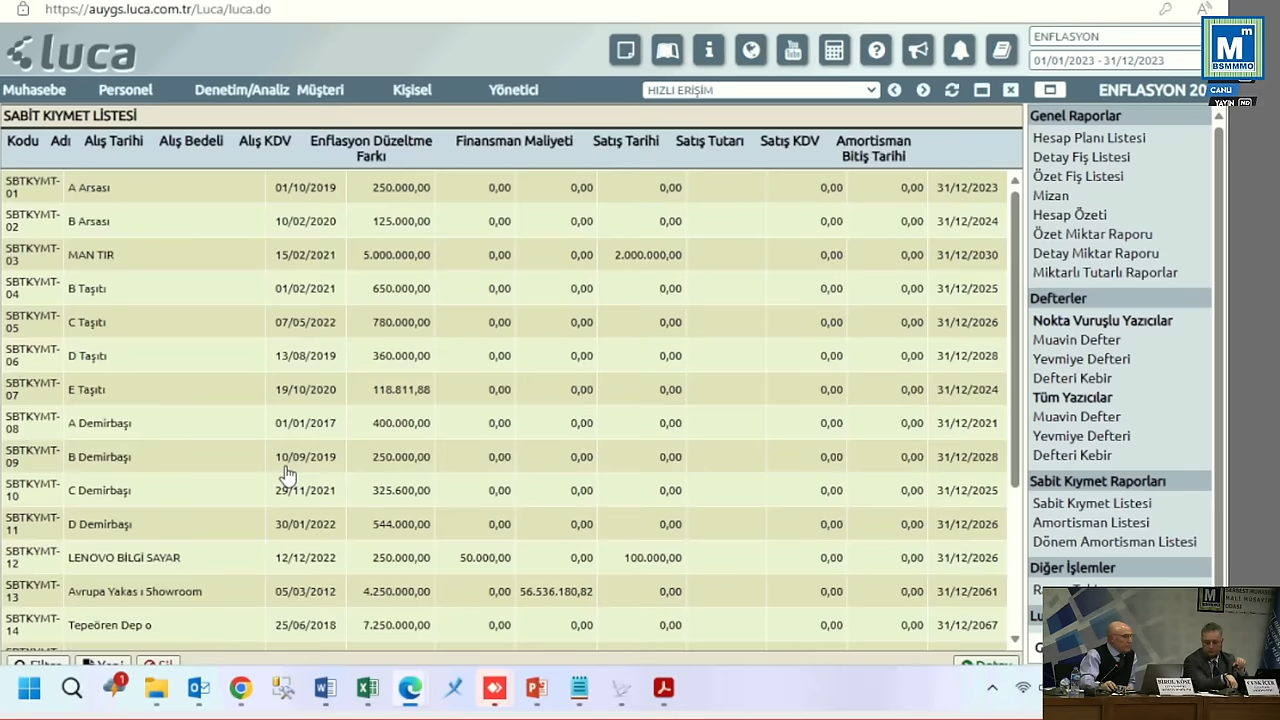 https://auygs.luca.com.tr/Luca/luca.do
luca
ENFLASYON
01/01/2023 - 31/12/2023
Mm
BSMMMO
CANLI
YAYIN HD
Muhasebe Personel Denetim/Analiz Müşteri Kişisel Yönetici HIZLI ERİŞİM ENFLASYON 20
SABİT KIYMET LİSTESİ
Kodu Adı Alış Tarihi Alış Bedeli Alış KDV Enflasyon Düzeltme Farkı Finansman Maliyeti Satış Tarihi Satış Tutarı Satış KDV Amortisman Bitiş Tarihi
SBTKYMT-01 A Arsası 01/10/2019 250.000,00 0,00 0,00 0,00 0,00 0,00 31/12/2023
SBTKYMT-02 B Arsası 10/02/2020 125.000,00 0,00 0,00 0,00 0,00 0,00 31/12/2024
SBTKYMT-03 MAN TIR 15/02/2021 5.000.000,00 0,00 0,00 2.000.000,00 0,00 0,00 31/12/2030
SBTKYMT-04 B Taşıtı 01/02/2021 650.000,00 0,00 0,00 0,00 0,00 0,00 31/12/2025
SBTKYMT-05 C Taşıtı 07/05/2022 780.000,00 0,00 0,00 0,00 0,00 0,00 31/12/2026
SBTKYMT-06 D Taşıtı 13/08/2019 360.000,00 0,00 0,00 0,00 0,00 0,00 31/12/2028
SBTKYMT-07 E Taşıtı 19/10/2020 118.811,88 0,00 0,00 0,00 0,00 0,00 31/12/2024
SBTKYMT-08 A Demirbaşı 01/01/2017 400.000,00 0,00 0,00 0,00 0,00 0,00 31/12/2021
SBTKYMT-09 B Demirbaşı 10/09/2019 250.000,00 0,00 0,00 0,00 0,00 0,00 31/12/2028
SBTKYMT-10 C Demirbaşı 29/11/2021 325.600,00 0,00 0,00 0,00 0,00 0,00 31/12/2025
SBTKYMT-11 D Demirbaşı 30/01/2022 544.000,00 0,00 0,00 0,00 0,00 0,00 31/12/2026
SBTKYMT-12 LENOVO BİLGİ SAYAR 12/12/2022 250.000,00 50.000,00 0,00 100.000,00 0,00 0,00 31/12/2026
SBTKYMT-13 Avrupa Yakas ı Showroom 05/03/2012 4.250.000,00 0,00 56.536.180,82 0,00 0,00 0,00 31/12/2061
SBTKYMT-14 Tepeören Dep o 25/06/2018 7.250.000,00 0,00 0,00 0,00 0,00 0,00 31/12/2067
Genel Raporlar
Hesap Planı Listesi
Detay Fiş Listesi
Özet Fiş Listesi
Mizan
Hesap Özeti
Özet Miktar Raporu
Detay Miktar Raporu
Miktarlı Tutarlı Raporlar
Defterler
Nokta Vuruşlu Yazıcılar
Muavin Defter
Yevmiye Defteri
Defteri Kebir
Tüm Yazıcılar
Muavin Defter
Yevmiye Defteri
Defteri Kebir
Sabit Kıymet Raporları
Sabit Kıymet Listesi
Amortisman Listesi
Dönem Amortisman Listesi
Diğer İşlemler
BİROL KÖSE